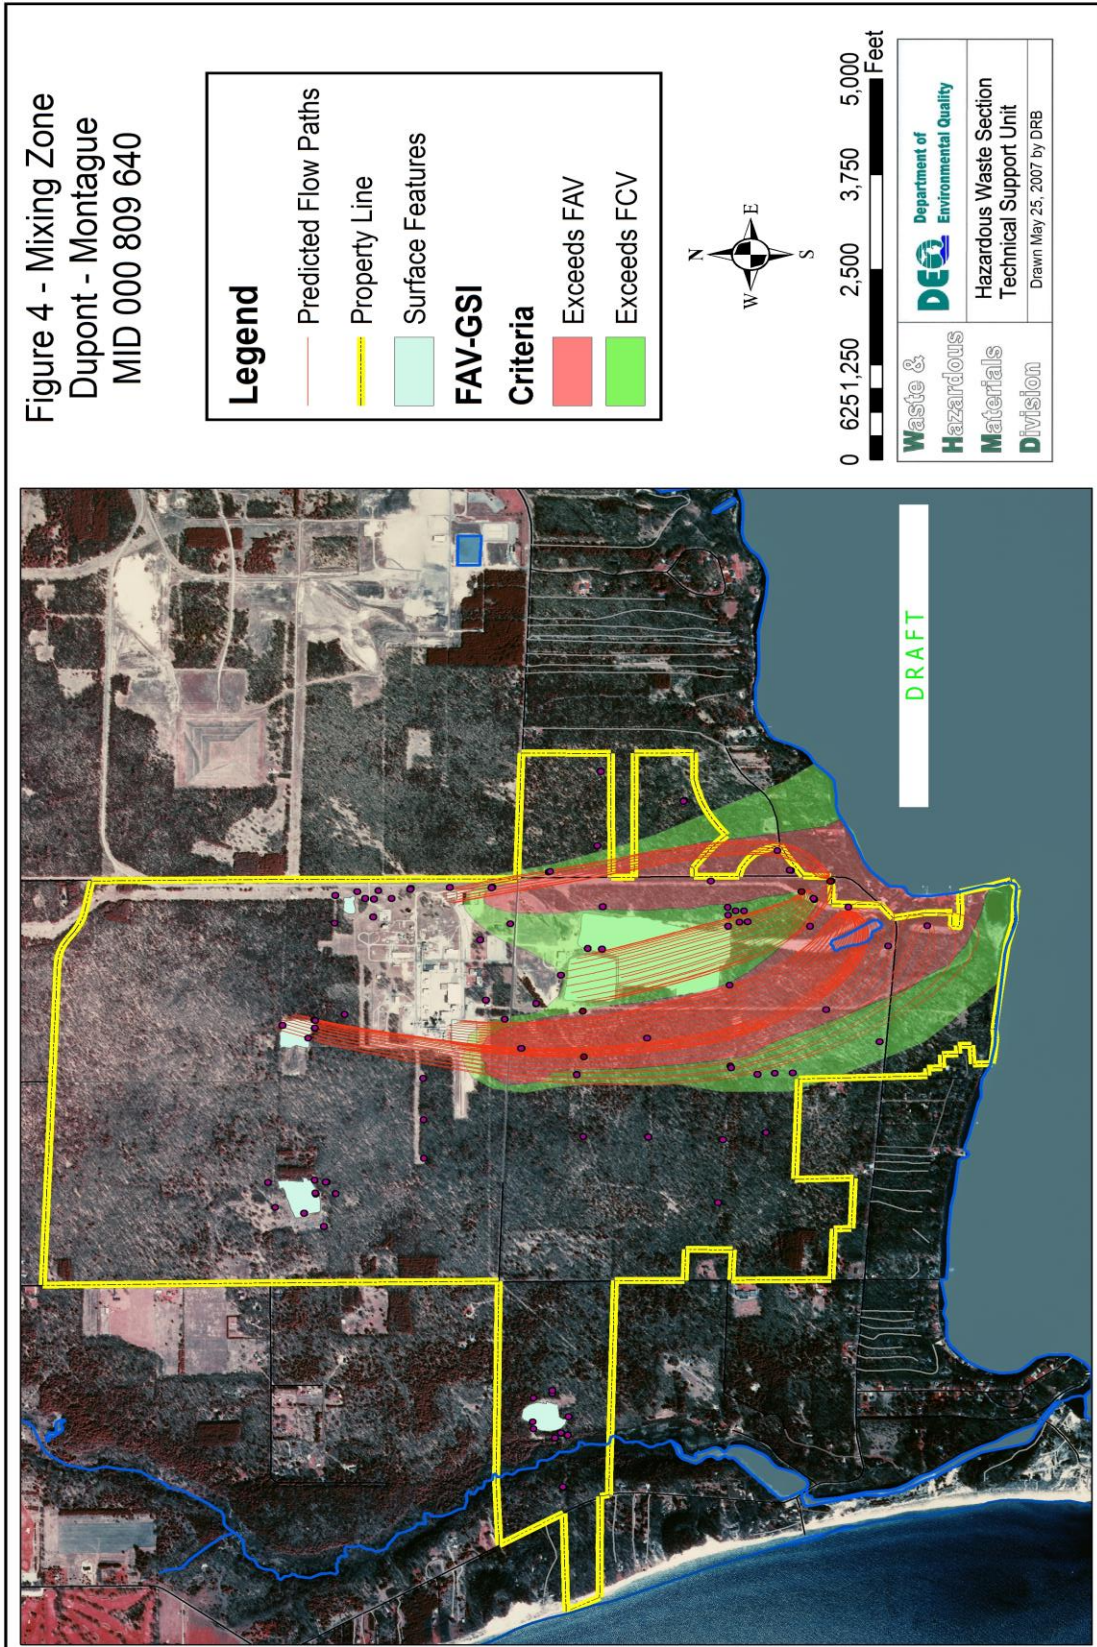 Figure 4 - Mixing Zone
Dupont - Montague
MID 000 809 640
Legend
Predicted Flow Paths
Property Line
Surface Features
FAV-GSI
Criteria
Exceeds FAV
Exceeds FCV
N
W
E
S
0 625 1,250 2,500 3,750 5,000
Feet
Waste &
Hazardous
Materials
Division
DEQ
Department of
Environmental Quality
Hazardous Waste Section
Technical Support Unit
Drawn May 25, 2007 by DRB
DRAFT